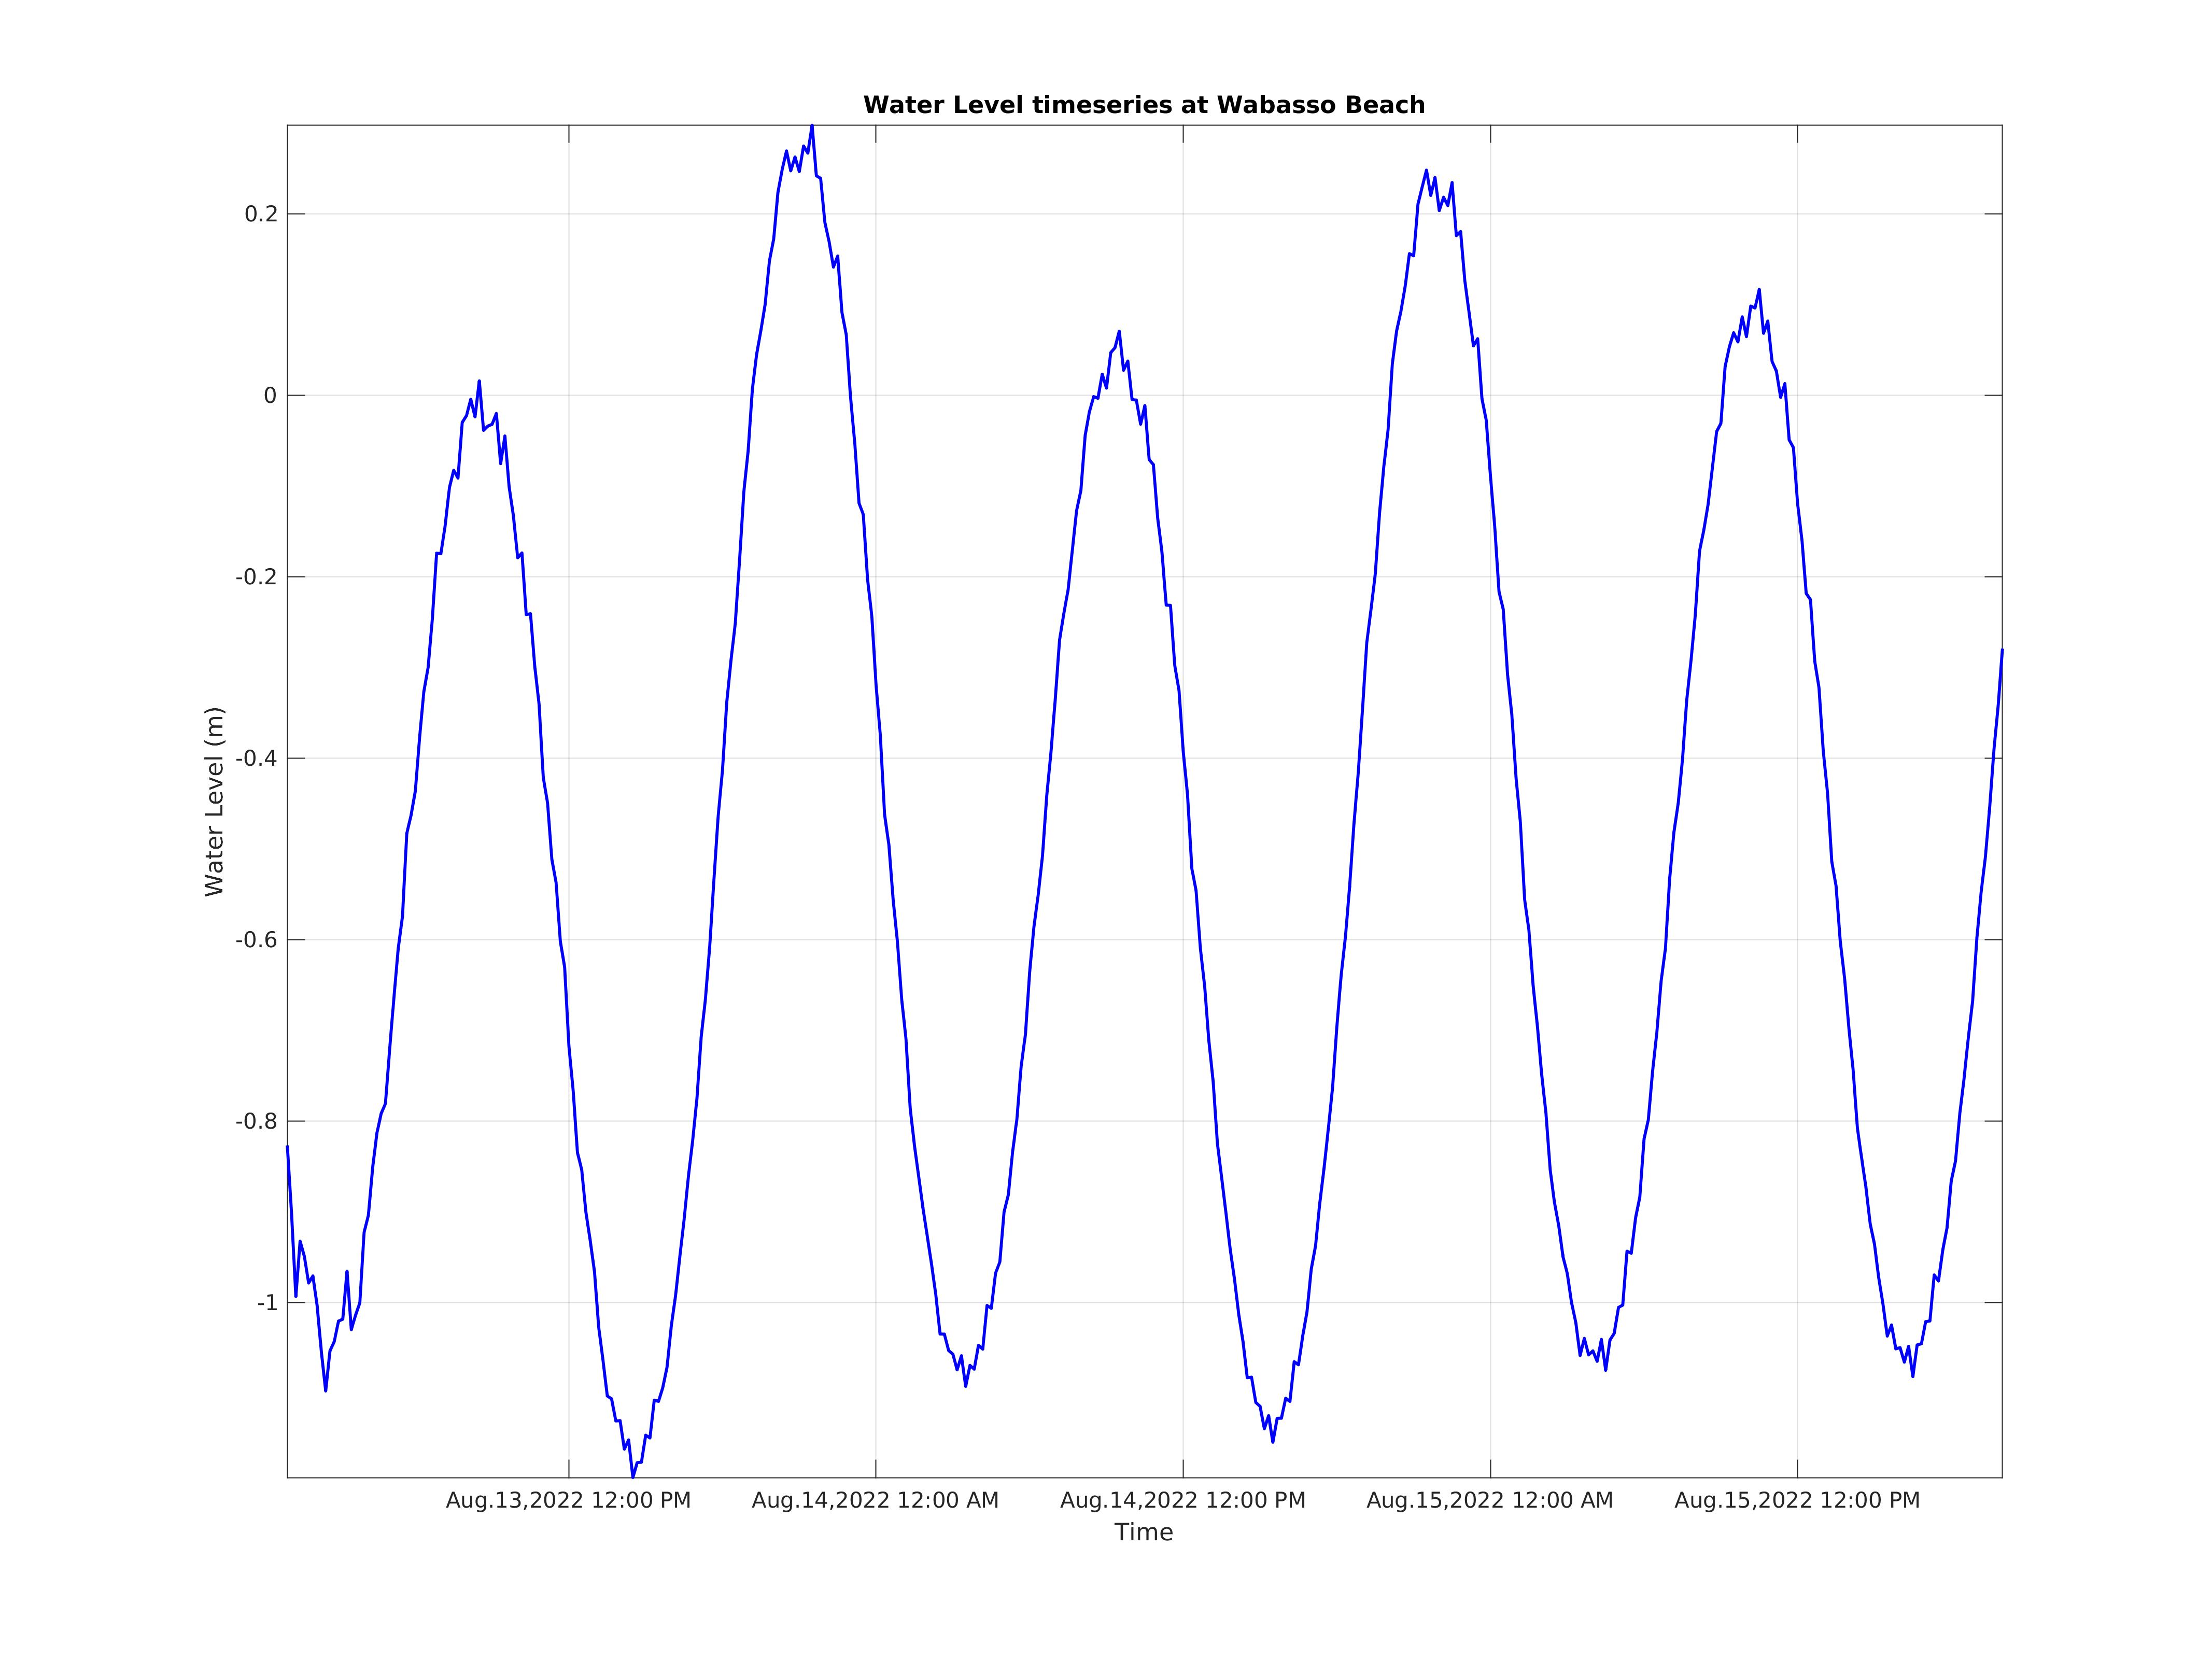 Water Level timeseries at Wabasso Beach
0.2
0
-0.2
-0.4
-0.6
-0.8
-1
Water Level (m)
Aug.13,2022 12:00 PM
Aug.14,2022 12:00 AM
Aug.14,2022 12:00 PM
Aug.15,2022 12:00 AM
Aug.15,2022 12:00 PM
Time